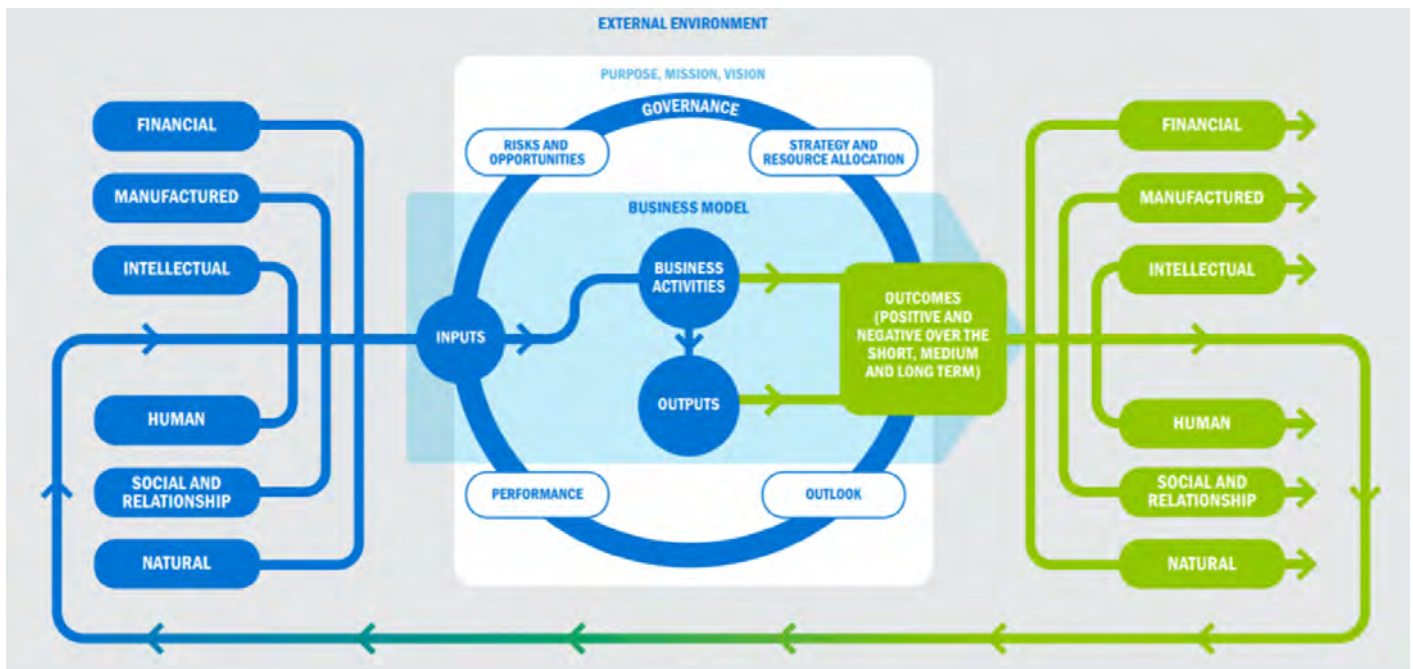 EXTERNAL ENVIRONMENT
PURPOSE, MISSION, VISION
GOVERNANCE
FINANCIAL
MANUFACTURED
INTELLECTUAL
HUMAN
SOCIAL AND
RELATIONSHIP
NATURAL
RISKS AND
OPPORTUNITIES
STRATEGY AND
RESOURCE ALLOCATION
BUSINESS MODEL
INPUTS
BUSINESS
ACTIVITIES
OUTPUTS
OUTCOMES
(POSITIVE AND
NEGATIVE OVER THE
SHORT, MEDIUM
AND LONG TERM)
PERFORMANCE
OUTLOOK
FINANCIAL
MANUFACTURED
INTELLECTUAL
HUMAN
SOCIAL AND
RELATIONSHIP
NATURAL